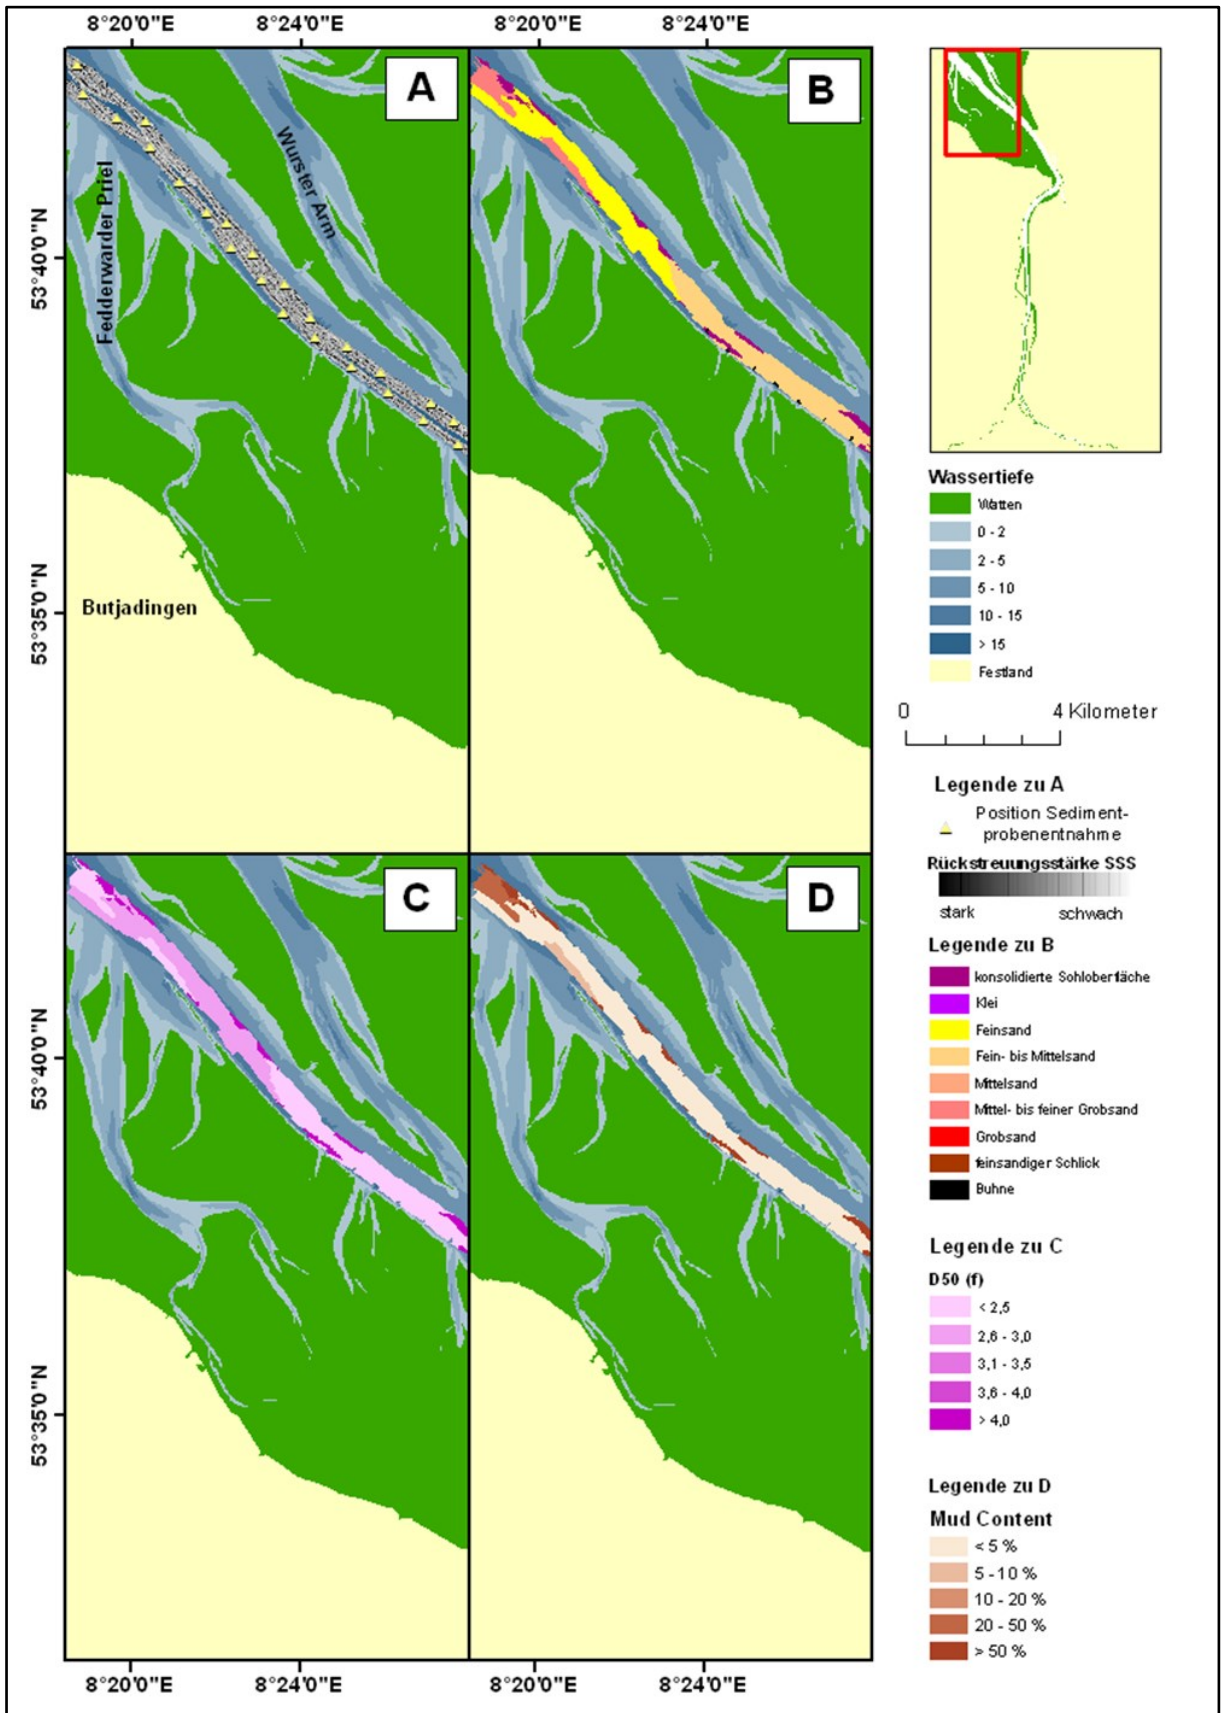 8°20'0"E
8°24'0"E
8°20'0"E
8°24'0"E
A
B
Wurster Arm
Fedderwarder Priel
53°40'0"N
53°35'0"N
Butjadingen
Wassertiefe
Watten
0 - 2
2 - 5
5 - 10
10 - 15
> 15
Festland
0
4 Kilometer
Legende zu A
Position Sediment-
probenentnahme
Rückstreuungsstärke SSS
stark
schwach
C
D
53°40'0"N
53°35'0"N
Legende zu B
konsolidierte Sohloberfläche
Klei
Feinsand
Fein- bis Mittelsand
Mittelsand
Mittel- bis feiner Grobsand
Grobsand
feinsandiger Schlick
Buhne
Legende zu C
D50 (f)
< 2,5
2,6 - 3,0
3,1 - 3,5
3,6 - 4,0
> 4,0
Legende zu D
Mud Content
< 5 %
5 - 10 %
10 - 20 %
20 - 50 %
> 50 %
8°20'0"E
8°24'0"E
8°20'0"E
8°24'0"E